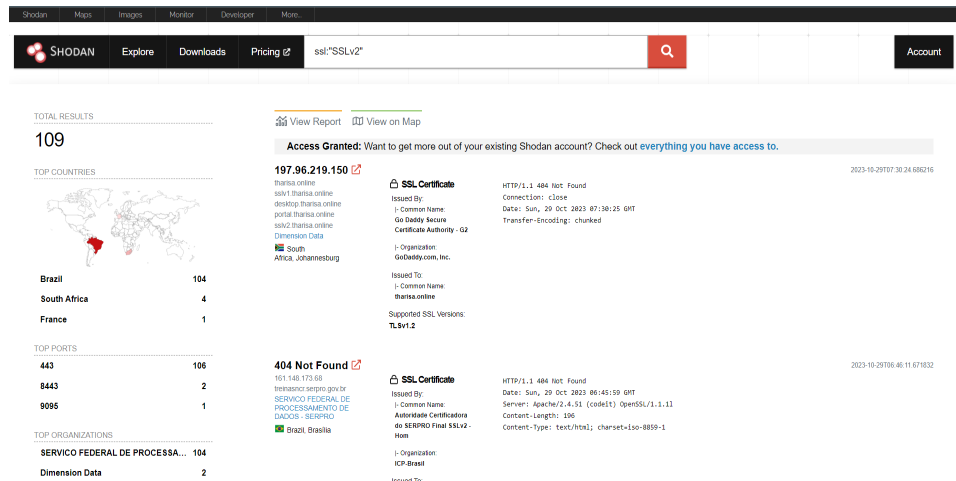 Shodan Maps Images Monitor Developer More...
SHODAN Explore Downloads Pricing ssl:"SSLv2" Account
TOTAL RESULTS
109
TOP COUNTRIES
Brazil 104
South Africa 4
France 1
TOP PORTS
443 106
8443 2
9095 1
TOP ORGANIZATIONS
SERVICO FEDERAL DE PROCESSA... 104
Dimension Data 2
View Report View on Map
Access Granted: Want to get more out of your existing Shodan account? Check out everything you have access to.
197.96.219.150
2023-10-29T07:30:24.686216
tharisa.online
sslv1.tharisa.online
desktop.tharisa.online
portal.tharisa.online
sslv2.tharisa.online
Dimension Data
South
Africa, Johannesburg
SSL Certificate
Issued By:
|- Common Name:
Go Daddy Secure
Certificate Authority - G2
|- Organization:
GoDaddy.com, Inc.
Issued To:
|- Common Name:
tharisa.online
Supported SSL Versions:
TLSv1.2
HTTP/1.1 404 Not Found
Connection: close
Date: Sun, 29 Oct 2023 07:30:25 GMT
Transfer-Encoding: chunked
404 Not Found
2023-10-29T06:46:11.671832
161.148.173.68
treinasncr.serpro.gov.br
SERVICO FEDERAL DE
PROCESSAMENTO DE
DADOS - SERPRO
Brazil, Brasília
SSL Certificate
Issued By:
|- Common Name:
Autoridade Certificadora
do SERPRO Final SSLv2 -
Hom
|- Organization:
ICP-Brasil
Issued To:
HTTP/1.1 404 Not Found
Date: Sun, 29 Oct 2023 06:45:59 GMT
Server: Apache/2.4.51 (codeit) OpenSSL/1.1.1l
Content-Length: 196
Content-Type: text/html; charset=iso-8859-1